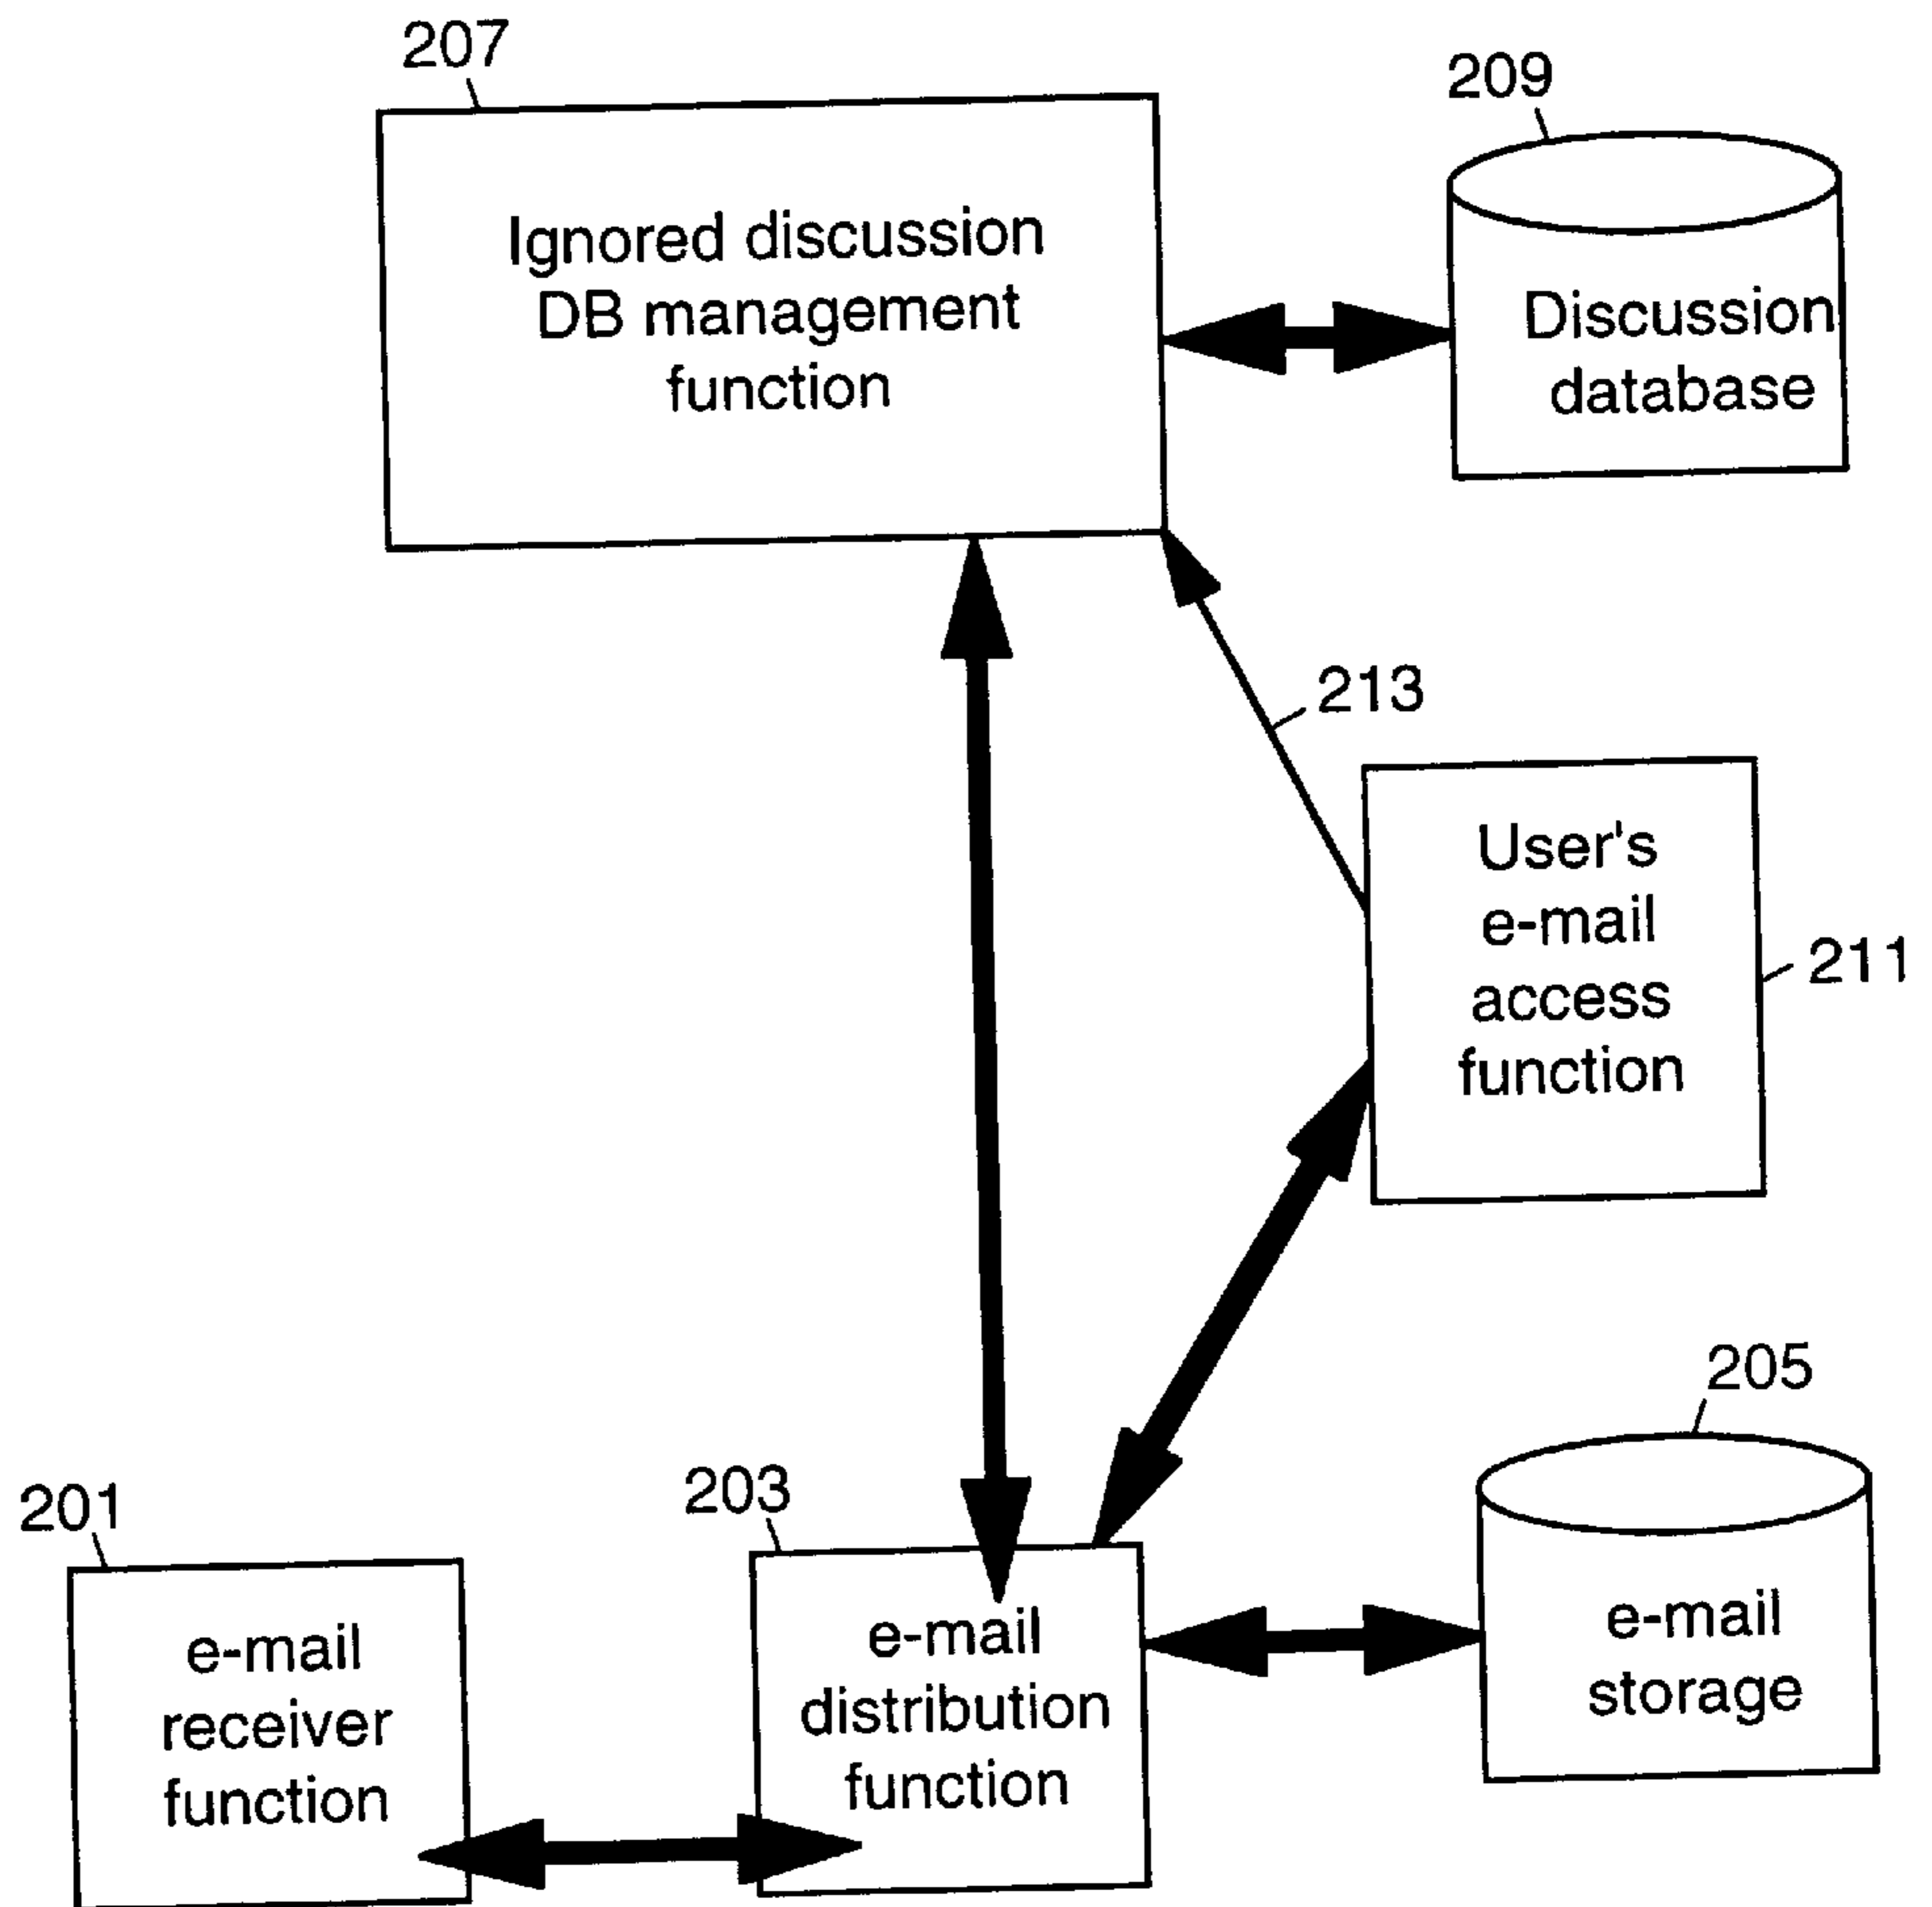 207
209
Ignored discussion
DB management
function
Discussion
database
213
User's
e-mail
access
function
211
205
201
203
e-mail
receiver
function
e-mail
distribution
function
e-mail
storage